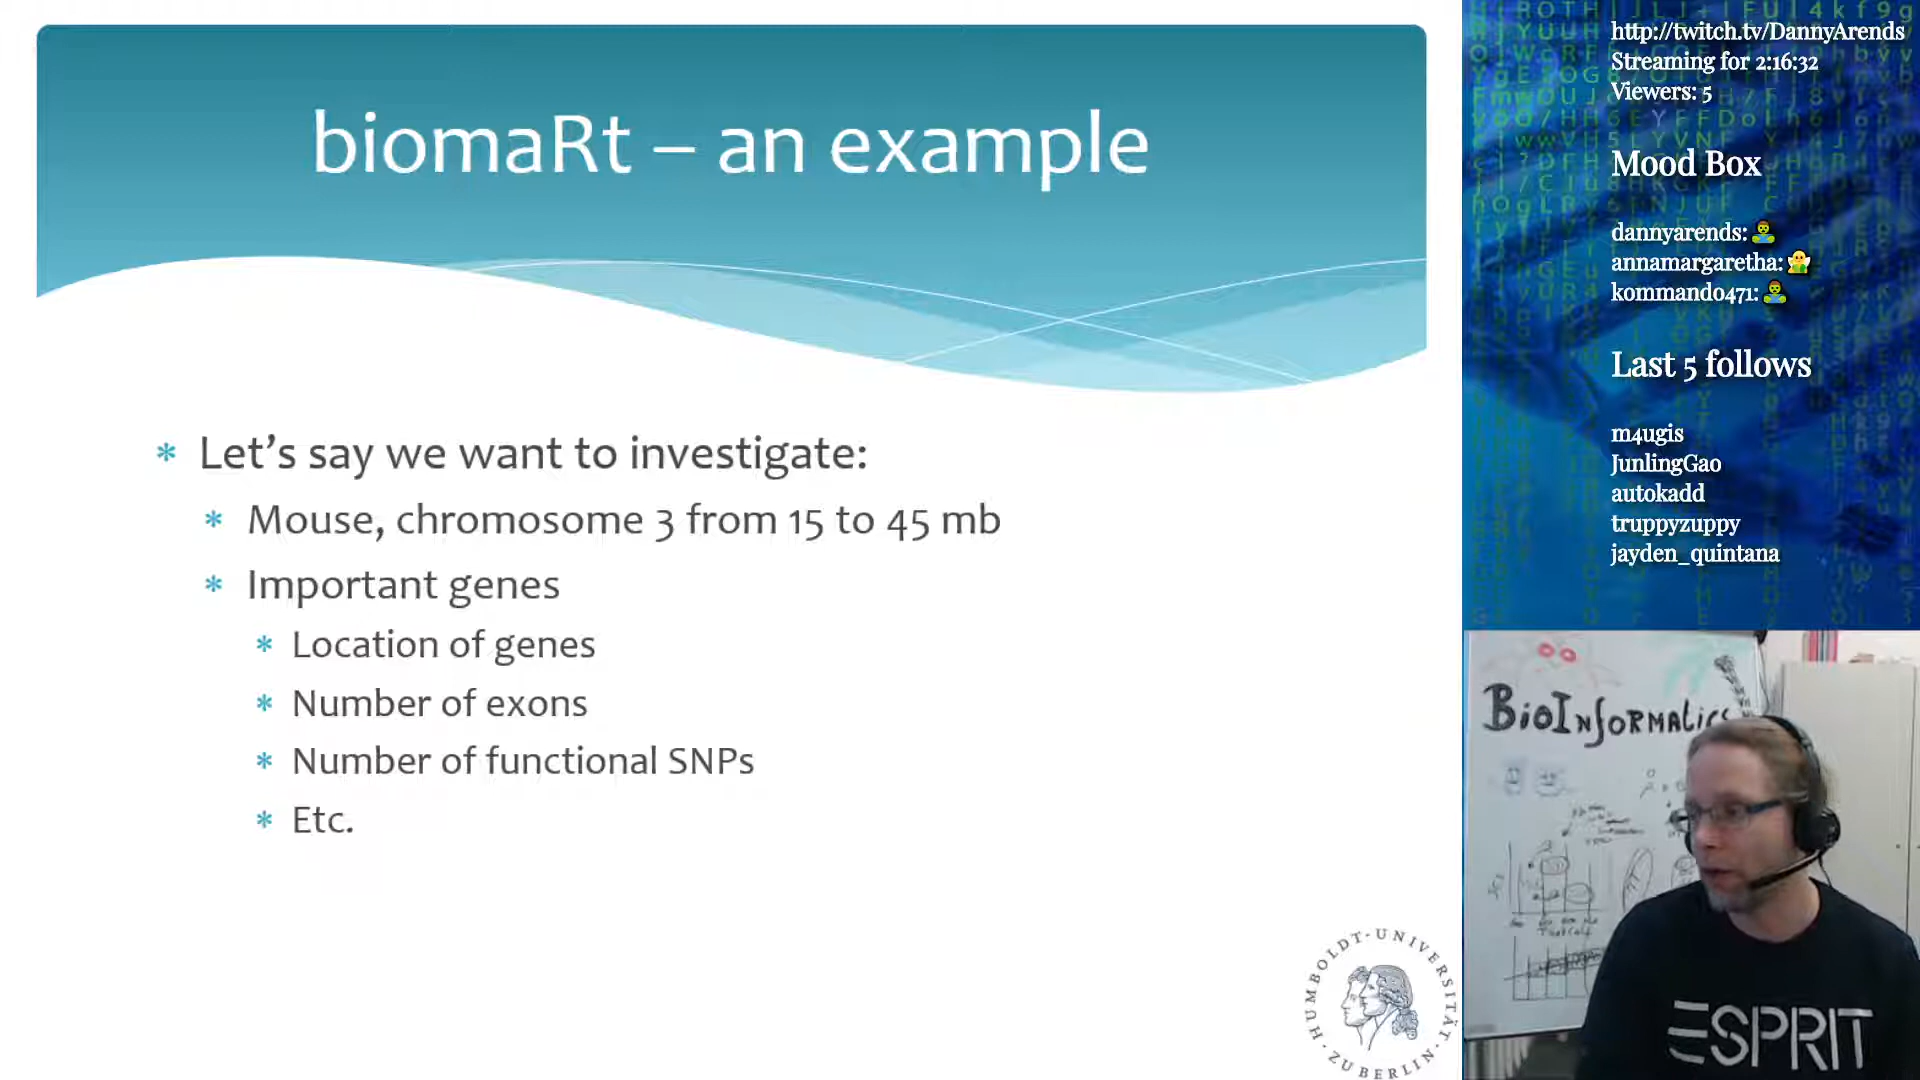 biomaRt – an example
* Let’s say we want to investigate:
* Mouse, chromosome 3 from 15 to 45 mb
* Important genes
* Location of genes
* Number of exons
* Number of functional SNPs
* Etc.
HUMBOLDT-UNIVERSITÄT · ZU BERLIN ·
http://twitch.tv/DannyArends
Streaming for 2:16:32
Viewers: 5
Mood Box
dannyarends:
annamargaretha:
kommando471:
Last 5 follows
m4ugis
JunlingGao
autokadd
truppyzuppy
jayden_quintana
BioInformatics
ESPRIT